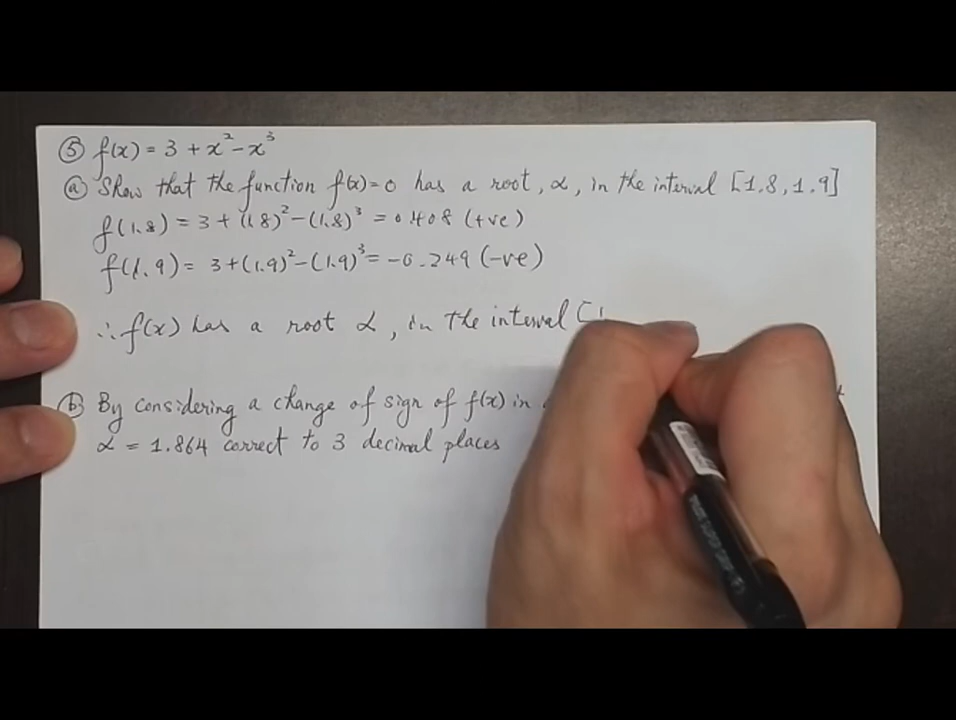 ⑤ f(x) = 3 + x² - x³
ⓐ Show that the function f(x) = 0 has a root, α, in the interval [1.8, 1.9]
f(1.8) = 3 + (1.8)² - (1.8)³ = 0.408 (+ve)
f(1.9) = 3 + (1.9)² - (1.9)³ = -0.249 (-ve)
∴ f(x) has a root α, in the interval [1
ⓑ By considering a change of sign of f(x) in
α = 1.864 correct to 3 decimal places